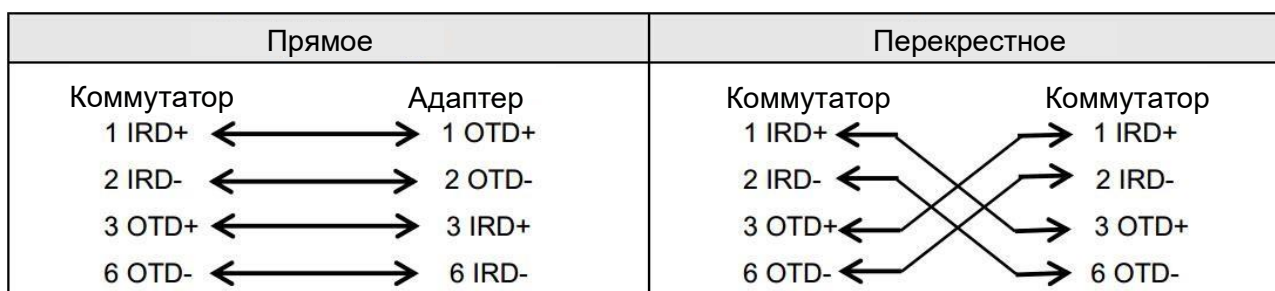 Прямое Перекрестное
Коммутатор Адаптер Коммутатор Коммутатор
1 IRD+ 1 OTD+ 1 IRD+ 1 IRD+
2 IRD- 2 OTD- 2 IRD- 2 IRD-
3 OTD+ 3 IRD+ 3 OTD+ 3 OTD+
6 OTD- 6 IRD- 6 OTD- 6 OTD-